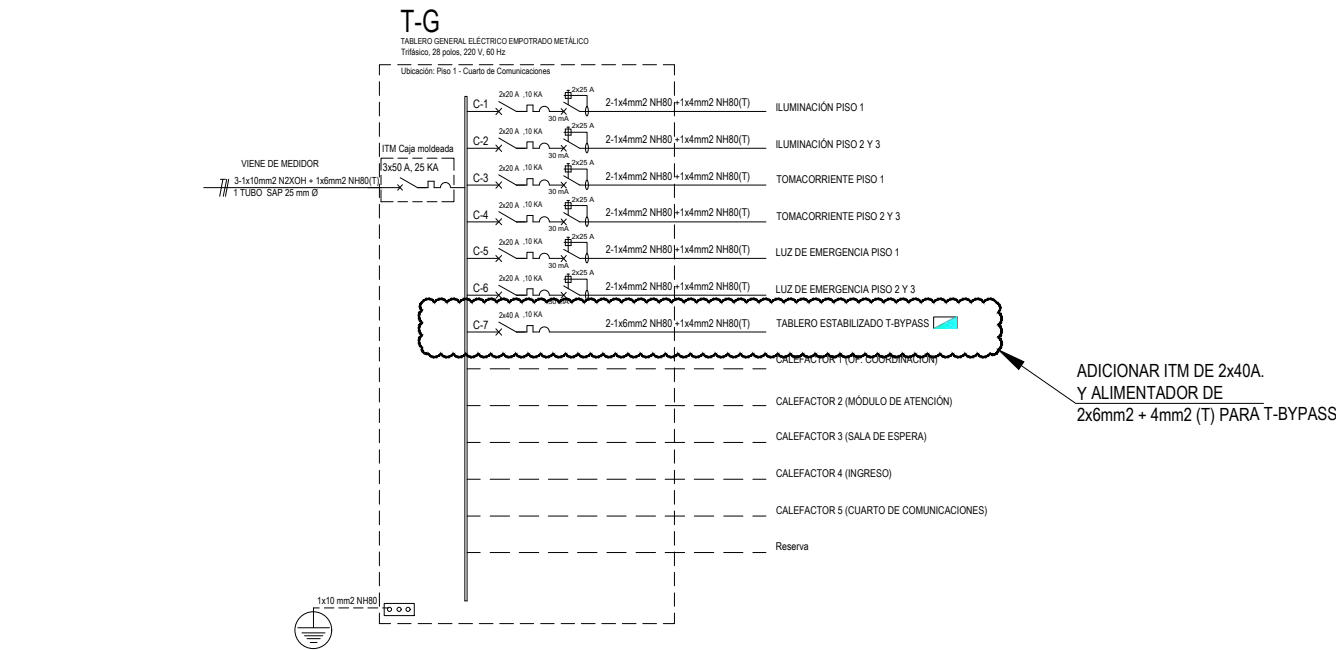 T-G
TABLERO GENERAL ELÉCTRICO EMPOTRADO METÁLICO
Trifásico, 28 polos, 220 V, 60 Hz
Ubicación: Piso 1 - Cuarto de Comunicaciones
VIENE DE MEDIDOR
3-1x10mm2 N2XOH + 1x6mm2 NH80(T)
1 TUBO SAP 25 mm Ø
ITM Caja moldeada
3x50 A, 25 KA
C-1 2x20 A ,10 KA 2x25 A 30 mA 2-1x4mm2 NH80 +1x4mm2 NH80(T) ILUMINACIÓN PISO 1
C-2 2x20 A ,10 KA 2x25 A 30 mA 2-1x4mm2 NH80 +1x4mm2 NH80(T) ILUMINACIÓN PISO 2 Y 3
C-3 2x20 A ,10 KA 2x25 A 30 mA 2-1x4mm2 NH80 +1x4mm2 NH80(T) TOMACORRIENTE PISO 1
C-4 2x20 A ,10 KA 2x25 A 30 mA 2-1x4mm2 NH80 +1x4mm2 NH80(T) TOMACORRIENTE PISO 2 Y 3
C-5 2x20 A ,10 KA 2x25 A 30 mA 2-1x4mm2 NH80 +1x4mm2 NH80(T) LUZ DE EMERGENCIA PISO 1
C-6 2x20 A ,10 KA 2x25 A 30 mA 2-1x4mm2 NH80 +1x4mm2 NH80(T) LUZ DE EMERGENCIA PISO 2 Y 3
C-7 2x40 A ,10 KA 2-1x6mm2 NH80 +1x4mm2 NH80(T) TABLERO ESTABILIZADO T-BYPASS
CALEFACTOR 1 (OF. COORDINACIÓN)
CALEFACTOR 2 (MÓDULO DE ATENCIÓN)
CALEFACTOR 3 (SALA DE ESPERA)
CALEFACTOR 4 (INGRESO)
CALEFACTOR 5 (CUARTO DE COMUNICACIONES)
Reserva
1x10 mm2 NH80
ADICIONAR ITM DE 2x40A.
Y ALIMENTADOR DE
2x6mm2 + 4mm2 (T) PARA T-BYPASS